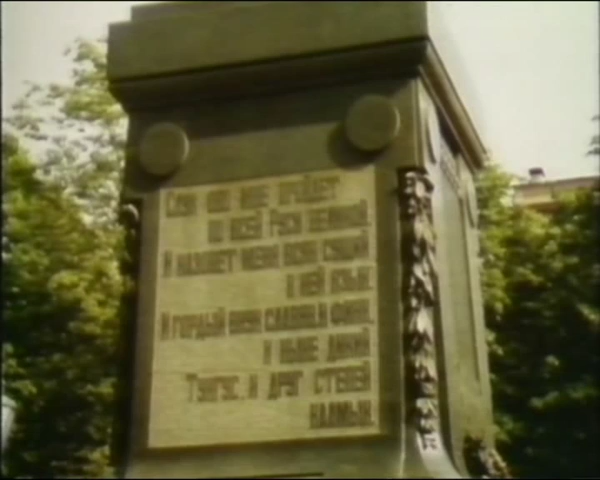 Слух обо мне пройдет
по всей Руси великой,
И назовет меня всяк сущий
в ней язык,
И гордый внук славян и финн,
и ныне дикий
Тунгус, и друг степей
калмык.